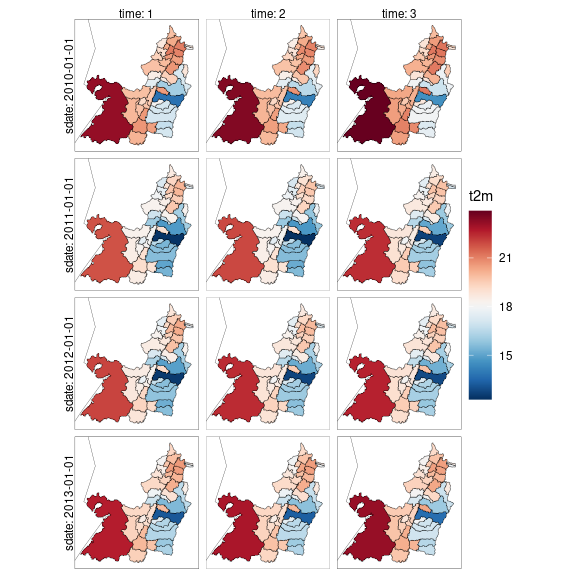 time: 1 time: 2 time: 3
sdate: 2010-01-01
sdate: 2011-01-01
sdate: 2012-01-01
sdate: 2013-01-01
t2m
21
18
15